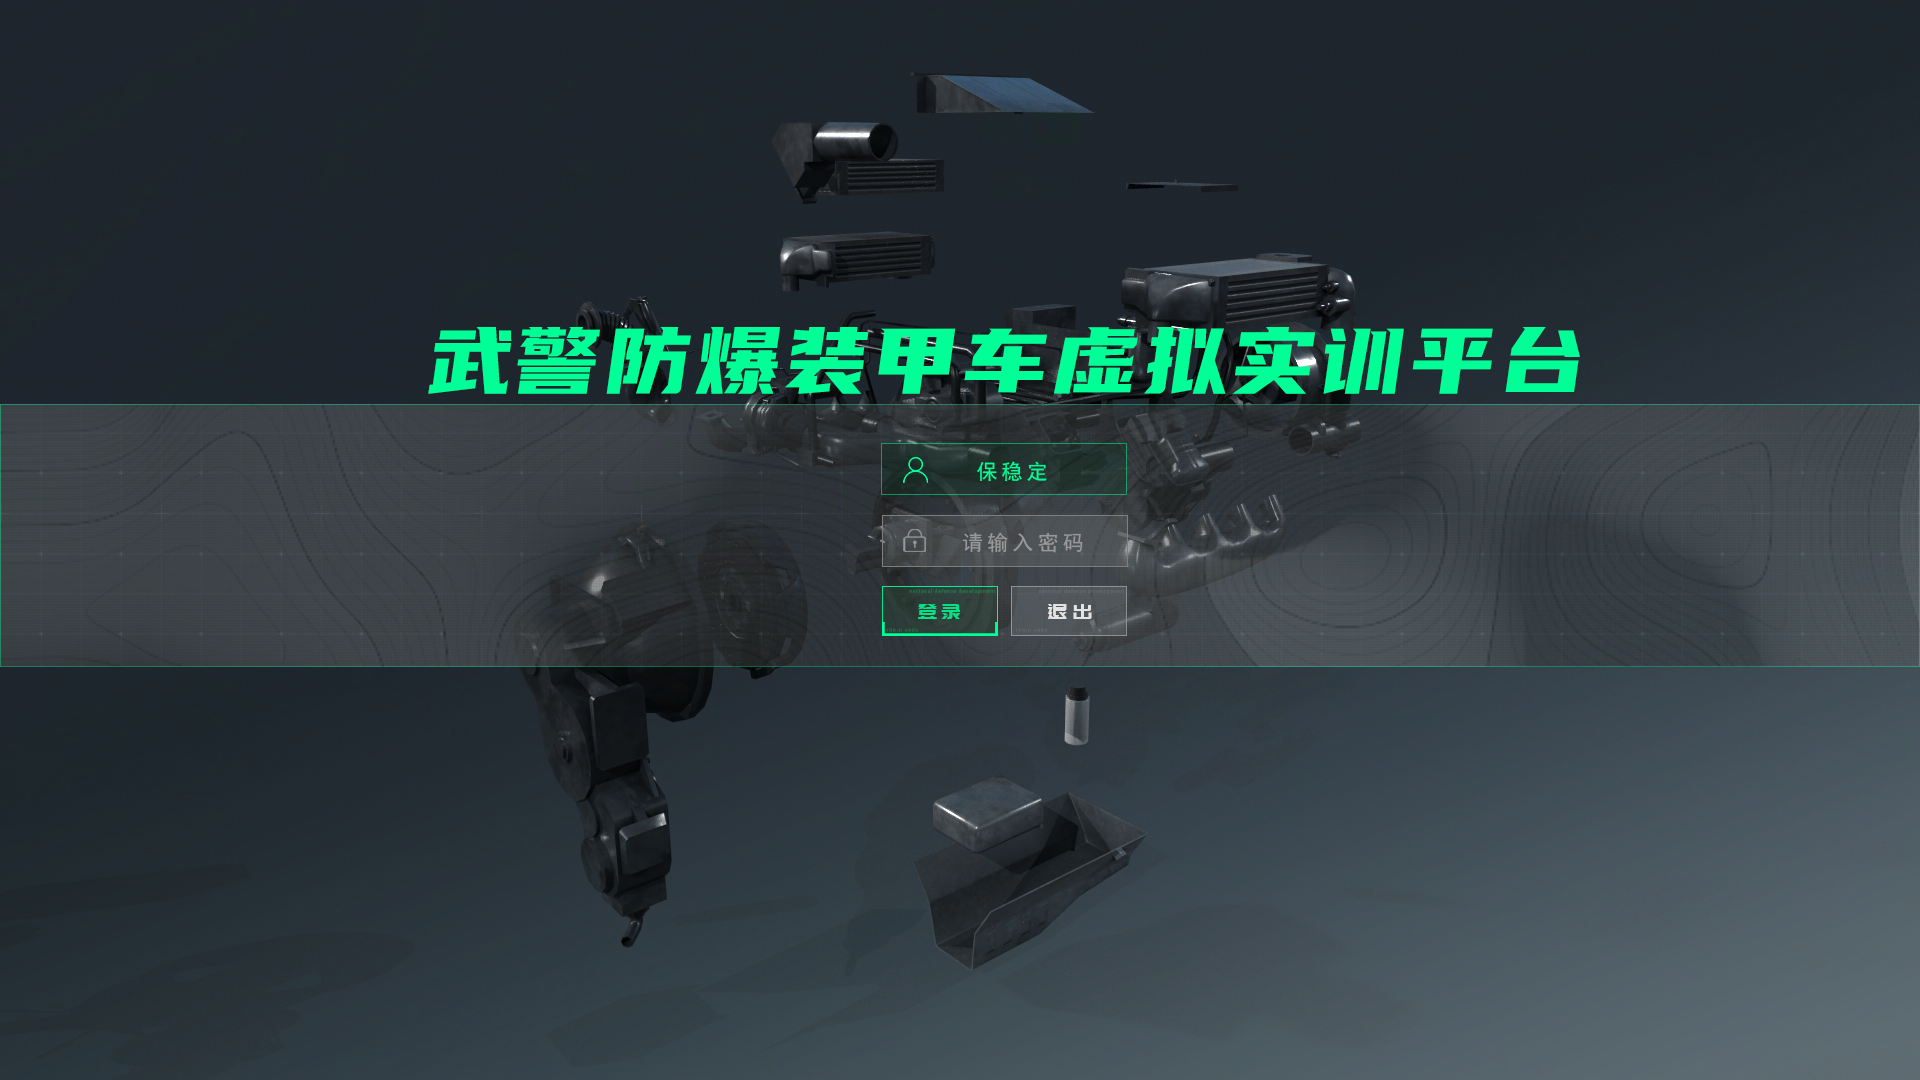 武警防爆装甲车虚拟实训平台
保稳定
请输入密码
登录
退出